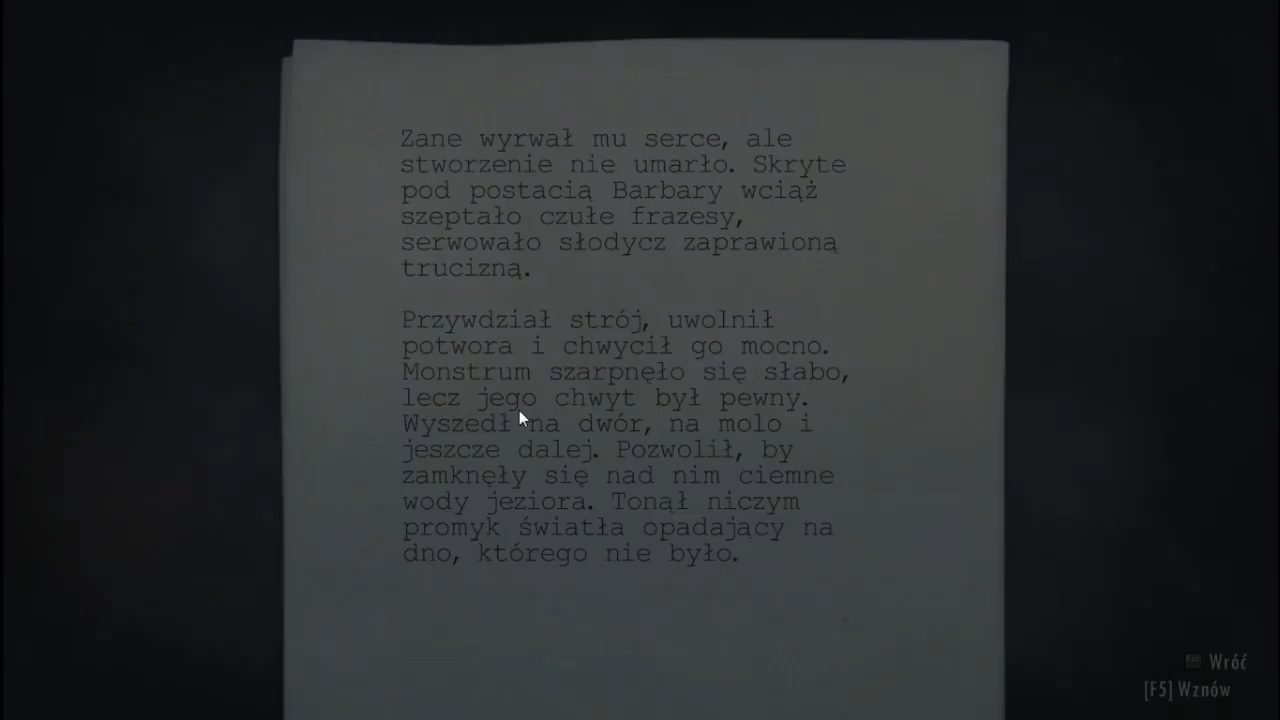 Zane wyrwał mu serce, ale
stworzenie nie umarło. Skryte
pod postacią Barbary wciąż
szeptało czułe frazesy,
serwowało słodycz zaprawioną
trucizną.
Przywdział strój, uwolnił
potwora i chwycił go mocno.
Monstrum szarpnęło się słabo,
lecz jego chwyt był pewny.
Wyszedł na dwór, na molo i
jeszcze dalej. Pozwolił, by
zamknęły się nad nim ciemne
wody jeziora. Tonął niczym
promyk światła opadający na
dno, którego nie było.
Wróć
[F5] Wznów